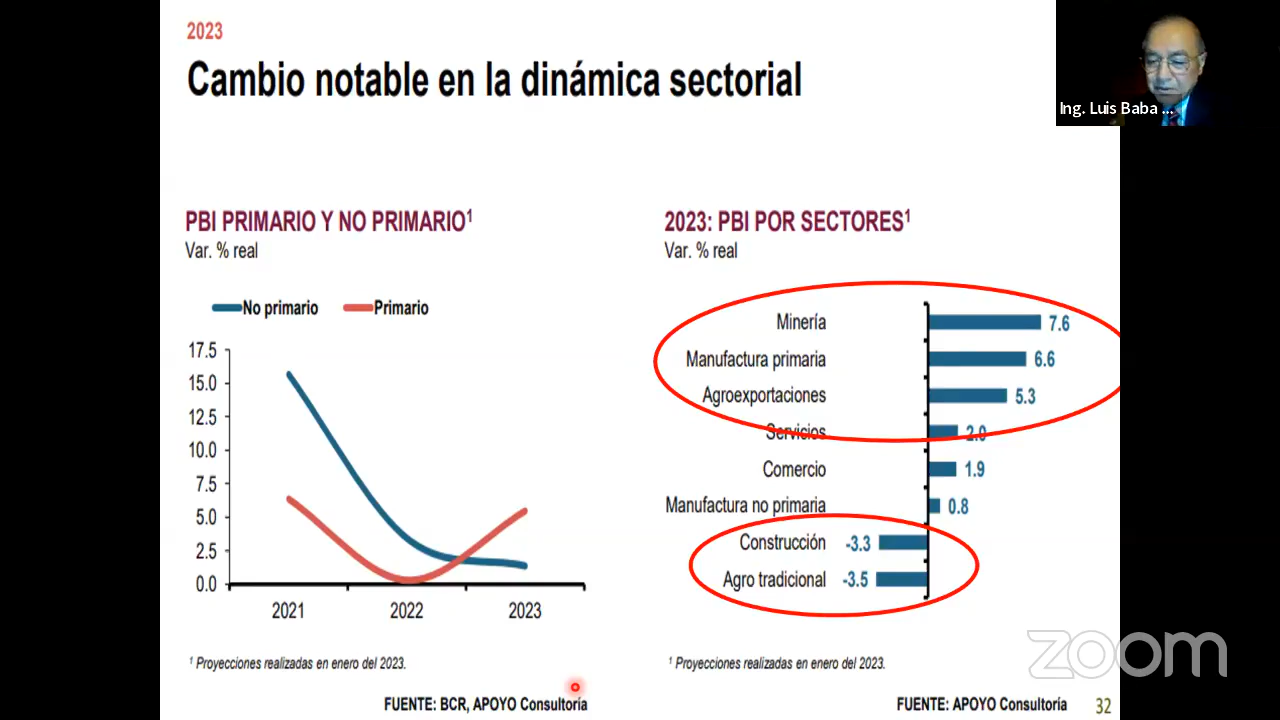 2023
Cambio notable en la dinámica sectorial
Ing. Luis Baba ...
PBI PRIMARIO Y NO PRIMARIO¹
Var. % real
No primario
Primario
17.5
15.0
12.5
10.0
7.5
5.0
2.5
0.0
2021
2022
2023
¹ Proyecciones realizadas en enero del 2023.
FUENTE: BCR, APOYO Consultoría
2023: PBI POR SECTORES¹
Var. % real
Minería 7.6
Manufactura primaria 6.6
Agroexportaciones 5.3
Servicios 2.0
Comercio 1.9
Manufactura no primaria 0.8
Construcción -3.3
Agro tradicional -3.5
¹ Proyecciones realizadas en enero del 2023.
FUENTE: APOYO Consultoría
32
zoom